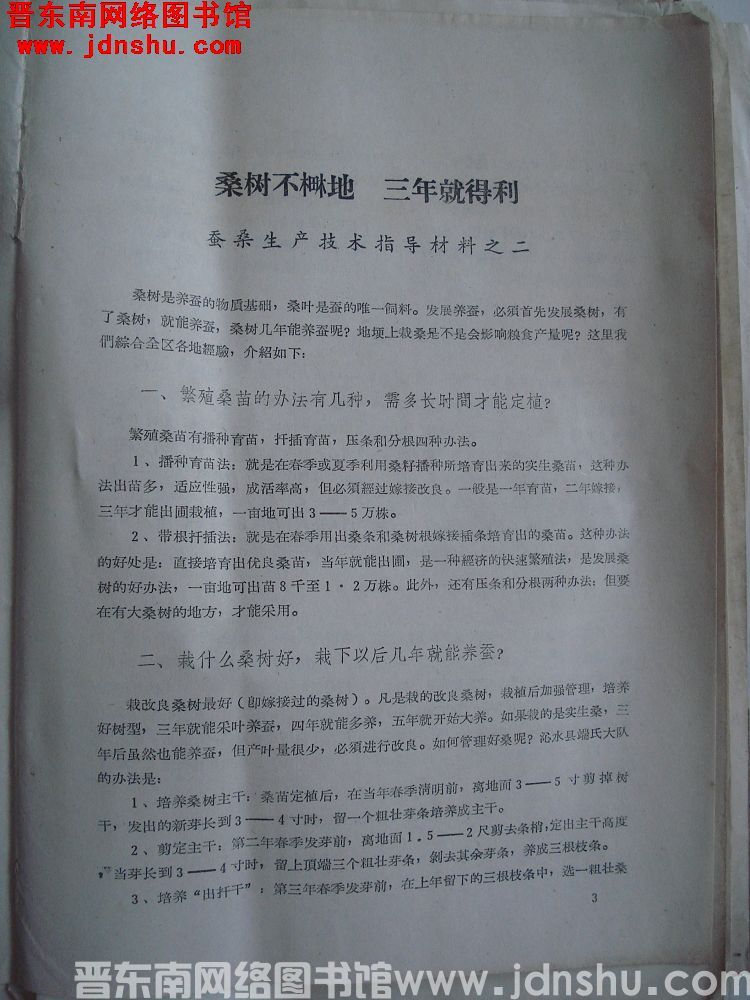 晋东南网络图书馆
www.jdnshu.com
桑树不楙地 三年就得利
蚕桑生产技术指导材料之二
桑树是养蚕的物质基础，桑叶是蚕的唯一飼料。发展养蚕，必須首先发展桑树，有
了桑树，就能养蚕，桑树几年能养蚕呢？地埂上栽桑是不是会影响粮食产量呢？这里我
們綜合全区各地經驗，介紹如下：
一、繁殖桑苗的办法有几种，需多长时間才能定植？
繁殖桑苗有播种育苗，扦插育苗，压条和分根四种办法。
1、播种育苗法：就是在春季或夏季利用桑籽播种所培育出来的实生桑苗，这种办
法出苗多，适应性强，成活率高，但必須經过嫁接改良。一般是一年育苗，二年嫁接，
三年才能出圃栽植，一亩地可出3——5万株。
2、带根扦插法：就是在春季用出桑条和桑树根嫁接插条培育出的桑苗。这种办法
的好处是：直接培育出优良桑苗，当年就能出圃，是一种經济的快速繁殖法，是发展桑
树的好办法，一亩地可出苗8千至1·2万株。此外，还有压条和分根两种办法；但要
在有大桑树的地方，才能采用。
二、栽什么桑树好，栽下以后几年就能养蚕？
栽改良桑树最好（卽嫁接过的桑树）。凡是栽的改良桑树，栽植后加强管理，培养
好树型，三年就能采叶养蚕，四年就能多养，五年就开始大养。如果栽的是实生桑，三
年后虽然也能养蚕，但产叶量很少，必須进行改良。如何管理好桑呢？沁水县端氏大队
的办法是：
1、培养桑树主干：桑苗定植后，在当年春季淸明前，离地面3——5寸剪掉树
干，发出的新芽长到3——4寸时，留一个粗壮芽条培养成主干。
2、剪定主干：第二年春季发芽前，离地面1.5——2尺剪去条梢，定出主干高度
，当芽长到3——4寸时，留上頂端三个粗壮芽条，剝去其余芽条，养成三根枝条。
3、培养“出扦干”：第三年春季发芽前，在上年留下的三根枝条中，选一粗壮桑
3
晋东南网络图书馆www.jdnshu.com